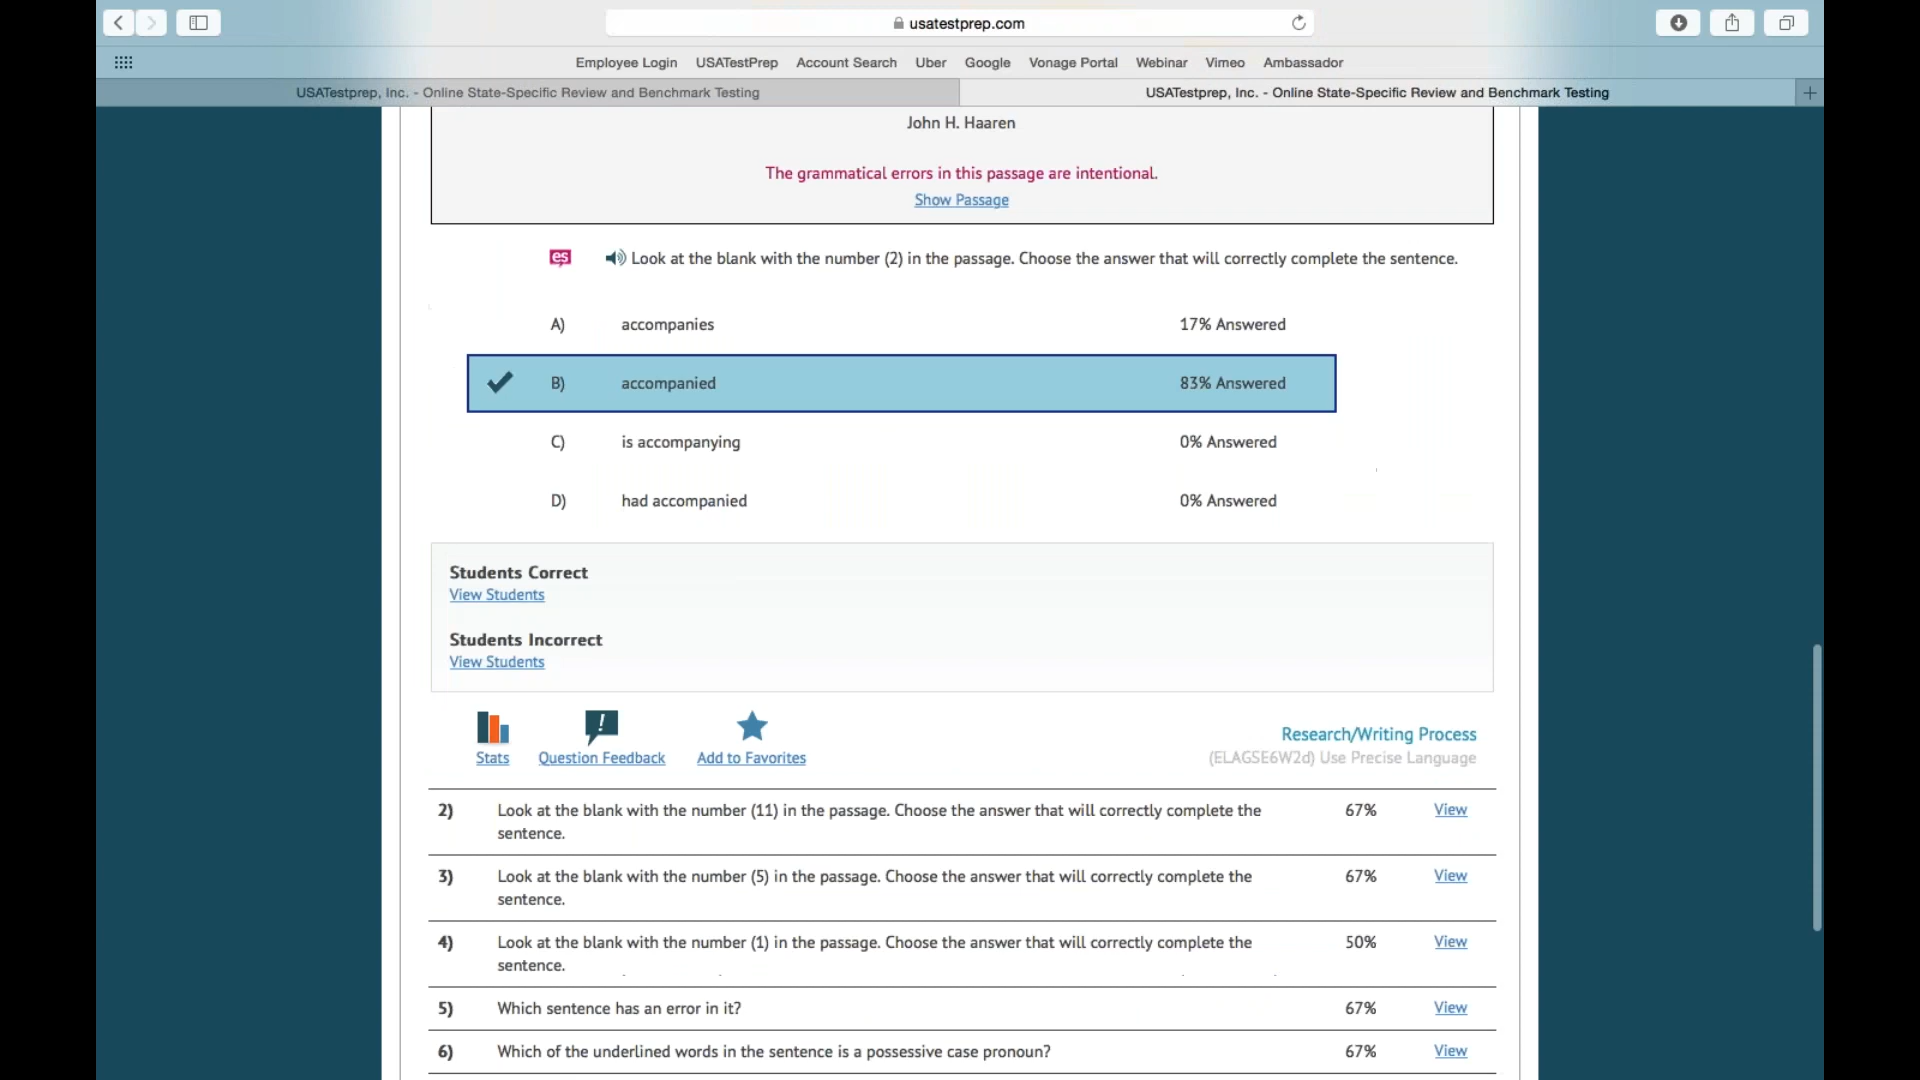 usatestprep.com
Employee Login USATestPrep Account Search Uber Google Vonage Portal Webinar Vimeo Ambassador
USATestprep, Inc. - Online State-Specific Review and Benchmark Testing USATestprep, Inc. - Online State-Specific Review and Benchmark Testing
John H. Haaren
The grammatical errors in this passage are intentional.
Show Passage
es Look at the blank with the number (2) in the passage. Choose the answer that will correctly complete the sentence.
A) accompanies 17% Answered
B) accompanied 83% Answered
C) is accompanying 0% Answered
D) had accompanied 0% Answered
Students Correct
View Students
Students Incorrect
View Students
Stats Question Feedback Add to Favorites
Research/Writing Process
(ELAGSE6W2d) Use Precise Language
2) Look at the blank with the number (11) in the passage. Choose the answer that will correctly complete the 67% View
sentence.
3) Look at the blank with the number (5) in the passage. Choose the answer that will correctly complete the 67% View
sentence.
4) Look at the blank with the number (1) in the passage. Choose the answer that will correctly complete the 50% View
sentence.
5) Which sentence has an error in it? 67% View
6) Which of the underlined words in the sentence is a possessive case pronoun? 67% View